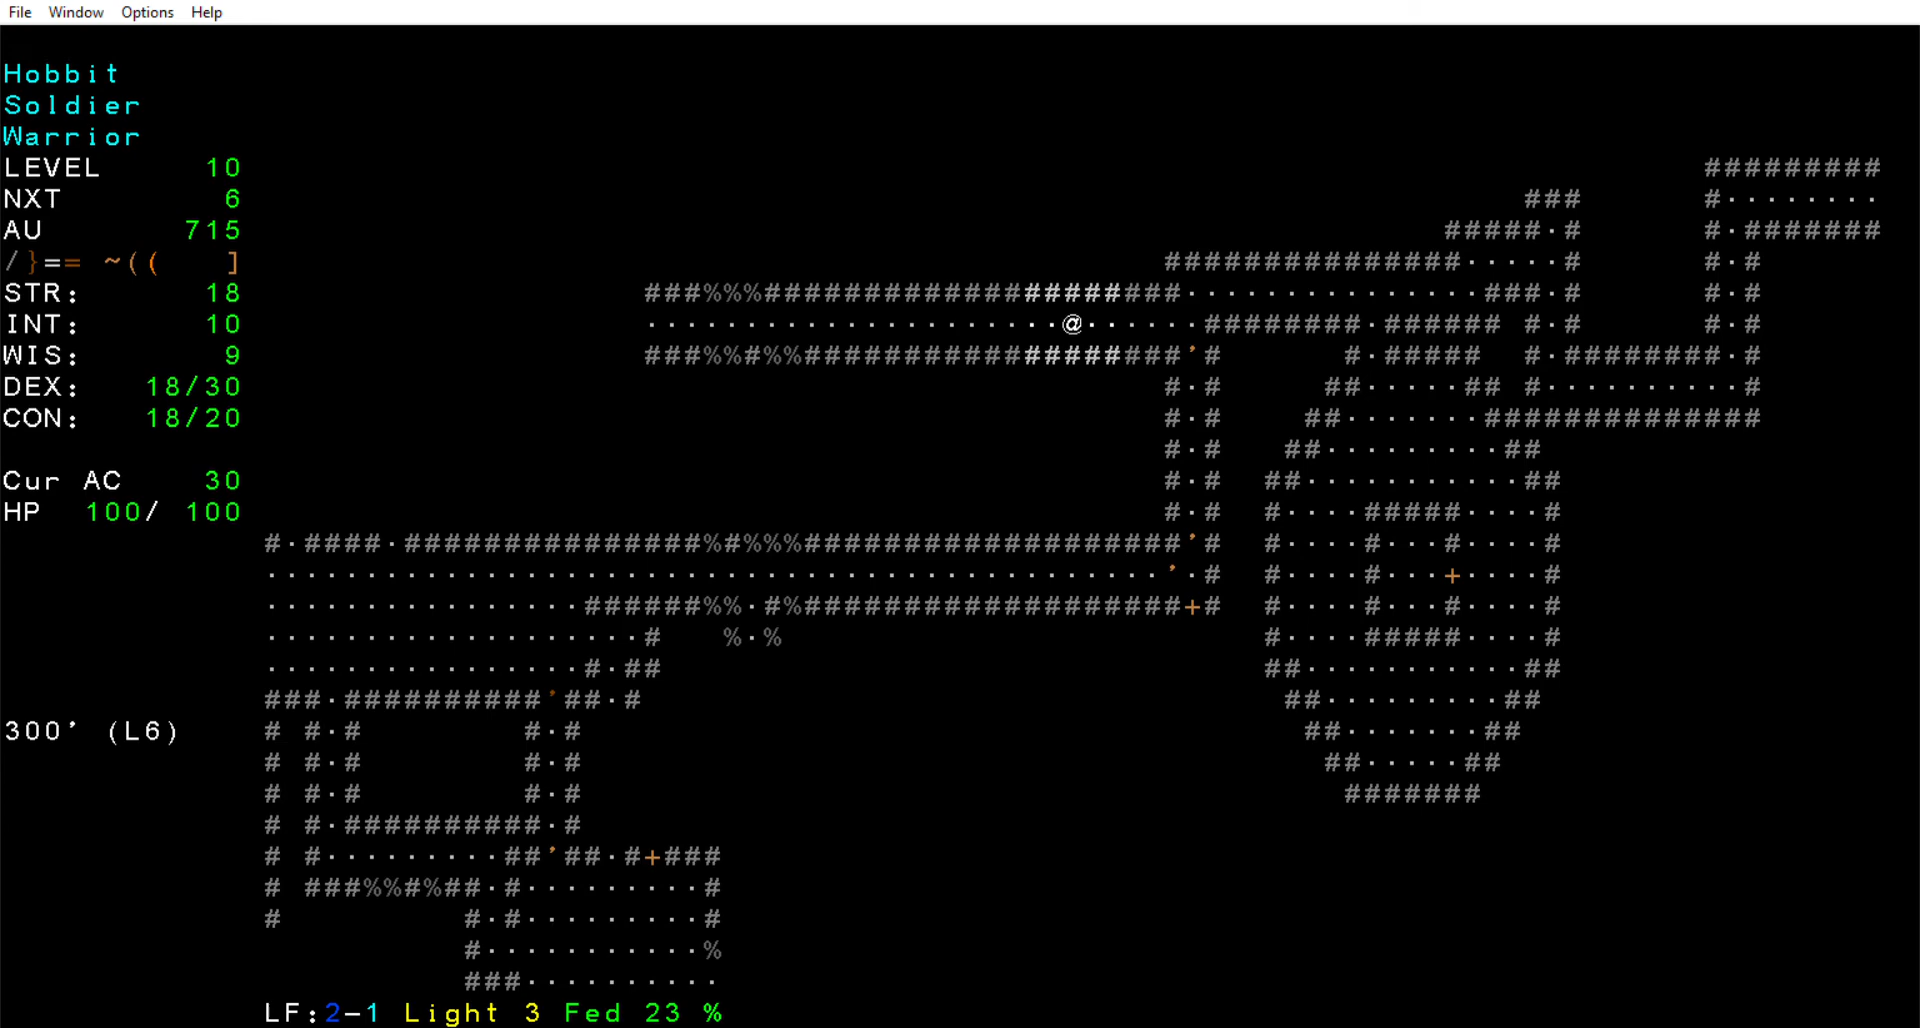 File Window Options Help
Hobbit
Soldier
Warrior
LEVEL 10
NXT 6
AU 715
/}== ~(( ]
STR: 18
INT: 10
WIS: 9
DEX: 18/30
CON: 18/20
Cur AC 30
HP 100/ 100
@
300' (L6)
LF:2-1 Light 3 Fed 23 %